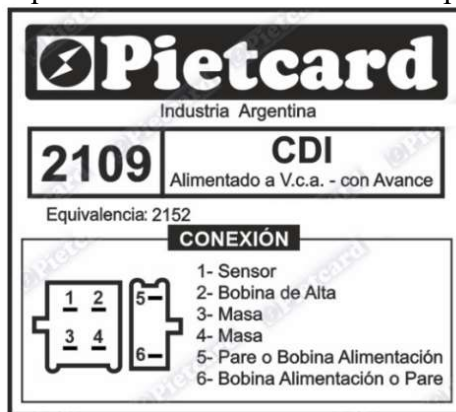 Pietcard
Industria Argentina
2109
CDI
Alimentado a V.c.a. - con Avance
Equivalencia: 2152
CONEXIÓN
1 2
3 4
5
6
1- Sensor
2- Bobina de Alta
3- Masa
4- Masa
5- Pare o Bobina Alimentación
6- Bobina Alimentación o Pare